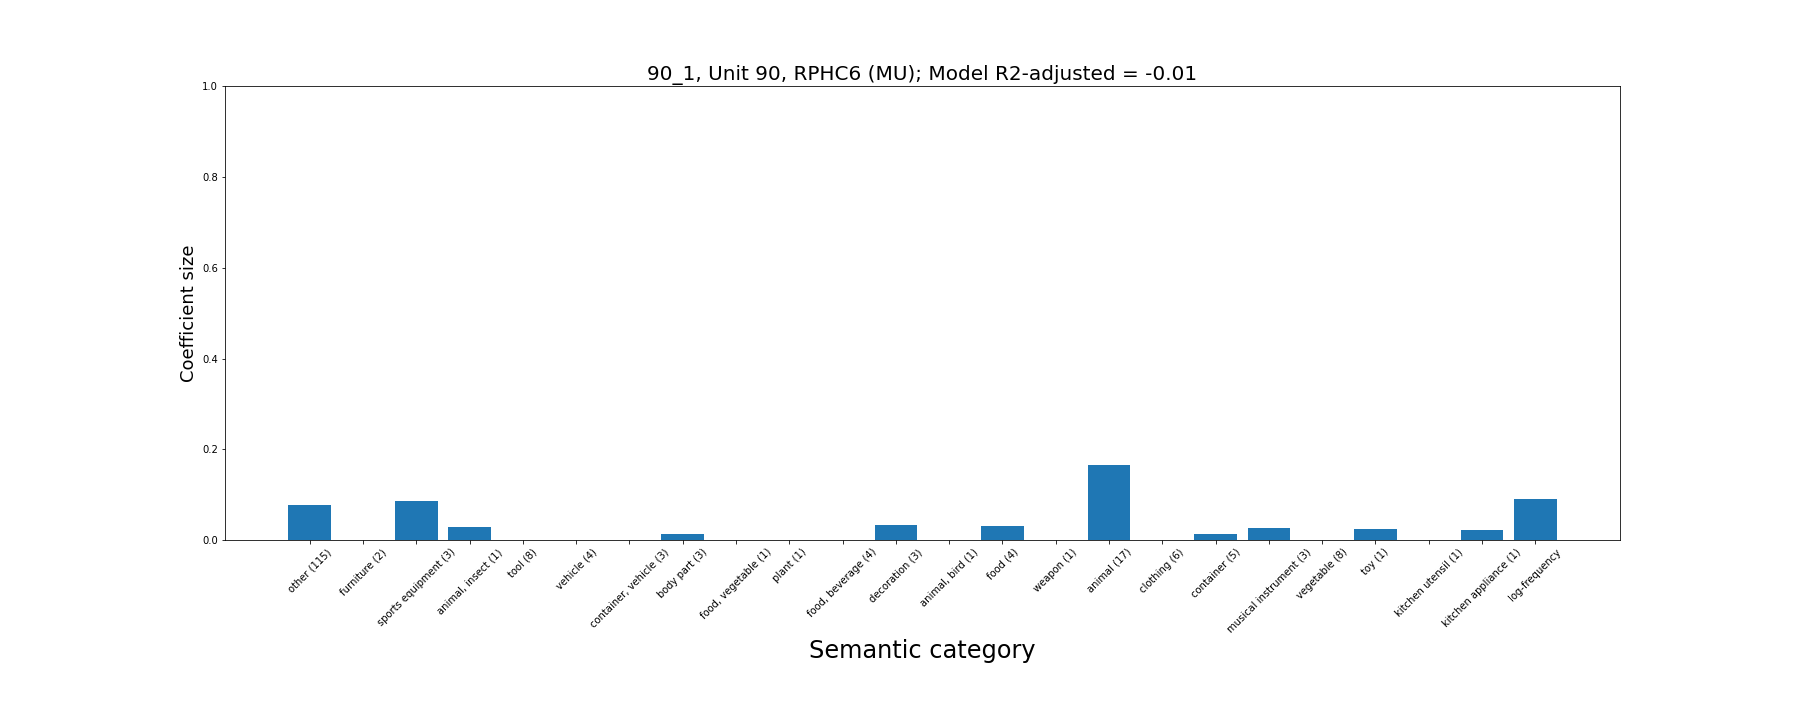 90_1, Unit 90, RPHC6 (MU); Model R2-adjusted = -0.01
1.0
0.8
0.6
0.4
0.2
0.0
Coefficient size
other (115)
furniture (2)
sports equipment (3)
animal, insect (1)
tool (8)
vehicle (4)
container, vehicle (3)
body part (3)
food, vegetable (1)
plant (1)
food, beverage (4)
decoration (3)
animal, bird (1)
food (4)
weapon (1)
animal (17)
clothing (6)
container (5)
musical instrument (3)
vegetable (8)
toy (1)
kitchen utensil (1)
kitchen appliance (1)
log-frequency
Semantic category